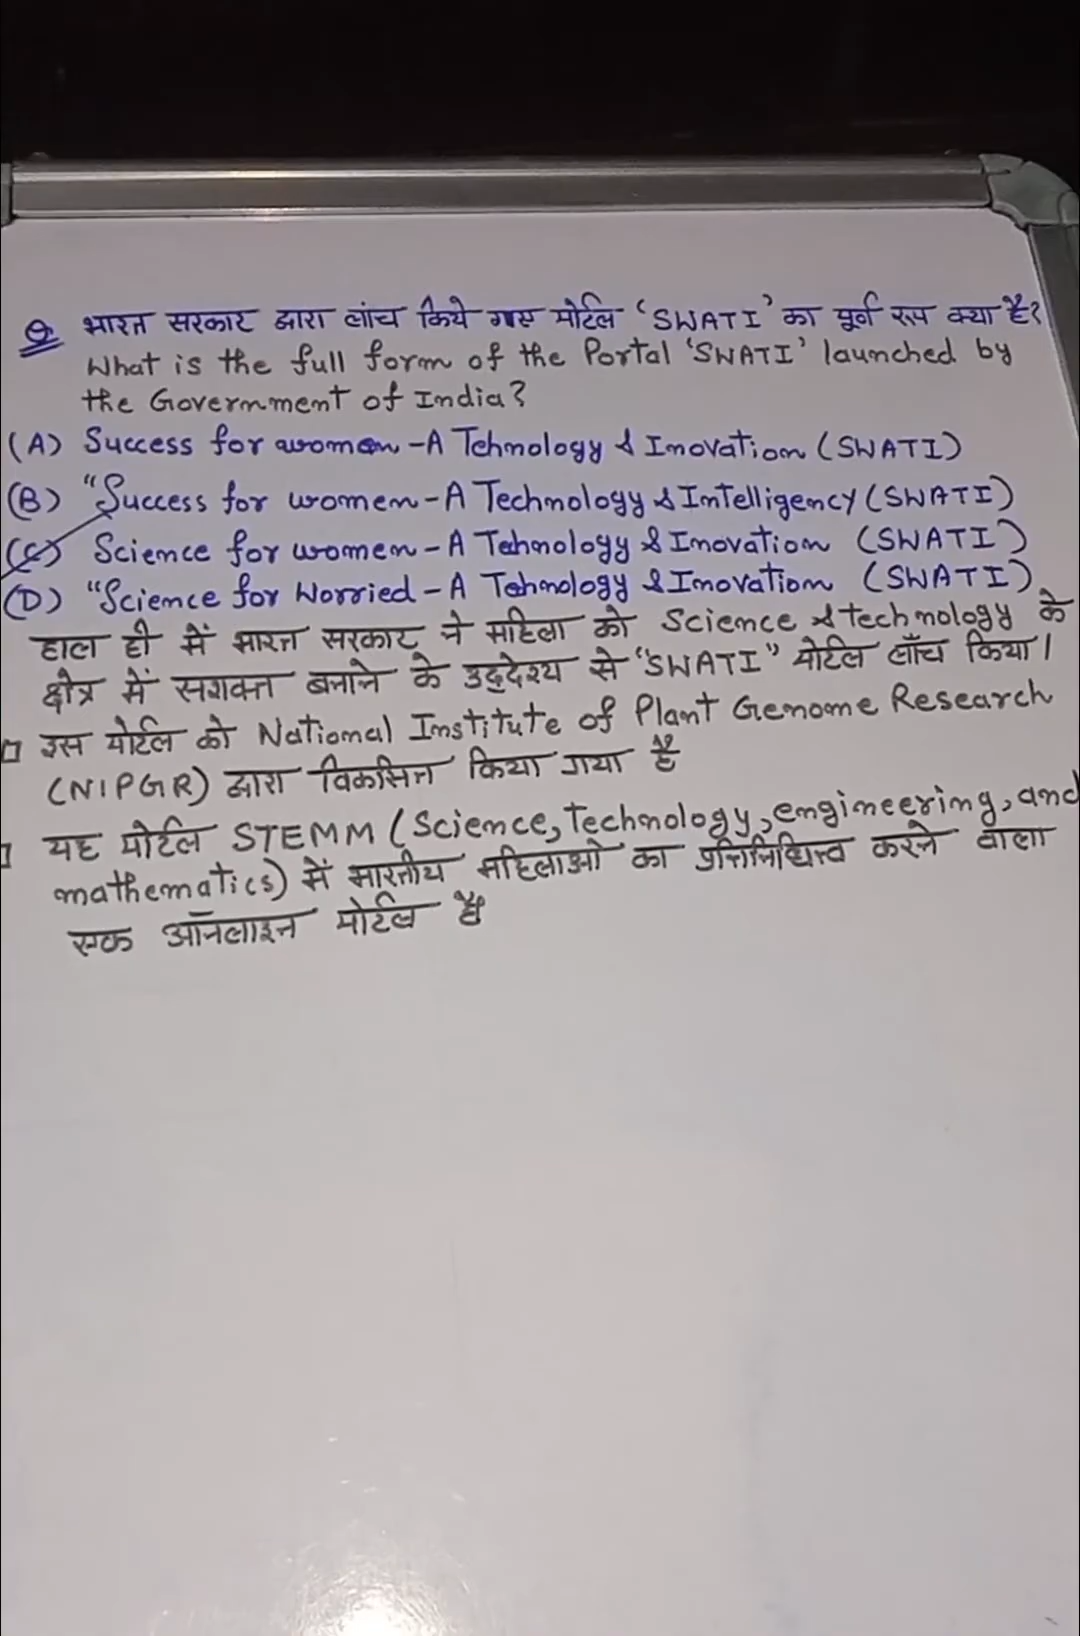 Q भारत सरकार द्वारा लांच किये गए पोर्टल ‘SWATI’ का पूर्ण रूप क्या है?
What is the full form of the Portal ‘SWATI’ launched by
the Government of India?
(A) Success for women -A Tehnology & Inovation (SWATI)
(B) “Success for women - A Technology & Intelligency (SWATI)
(C) Science for women - A Tehnology & Inovation (SWATI)
(D) “Science for Worried - A Tehnology & Inovation (SWATI)
हाल ही में भारत सरकार ने महिला को Science & technology के
क्षेत्र में सशक्त बनाने के उद्देश्य से “SWATI” पोर्टल लॉंच किया।
इस पोर्टल को National Institute of Plant Genome Research
(NIPGR) द्वारा विकसित किया गया है
यह पोर्टल STEMM (Science, Technology, engineering, and
mathematics) में भारतीय महिलाओ का प्रतिनिधित्व करने वाला
एक ऑनलाइन पोर्टल है